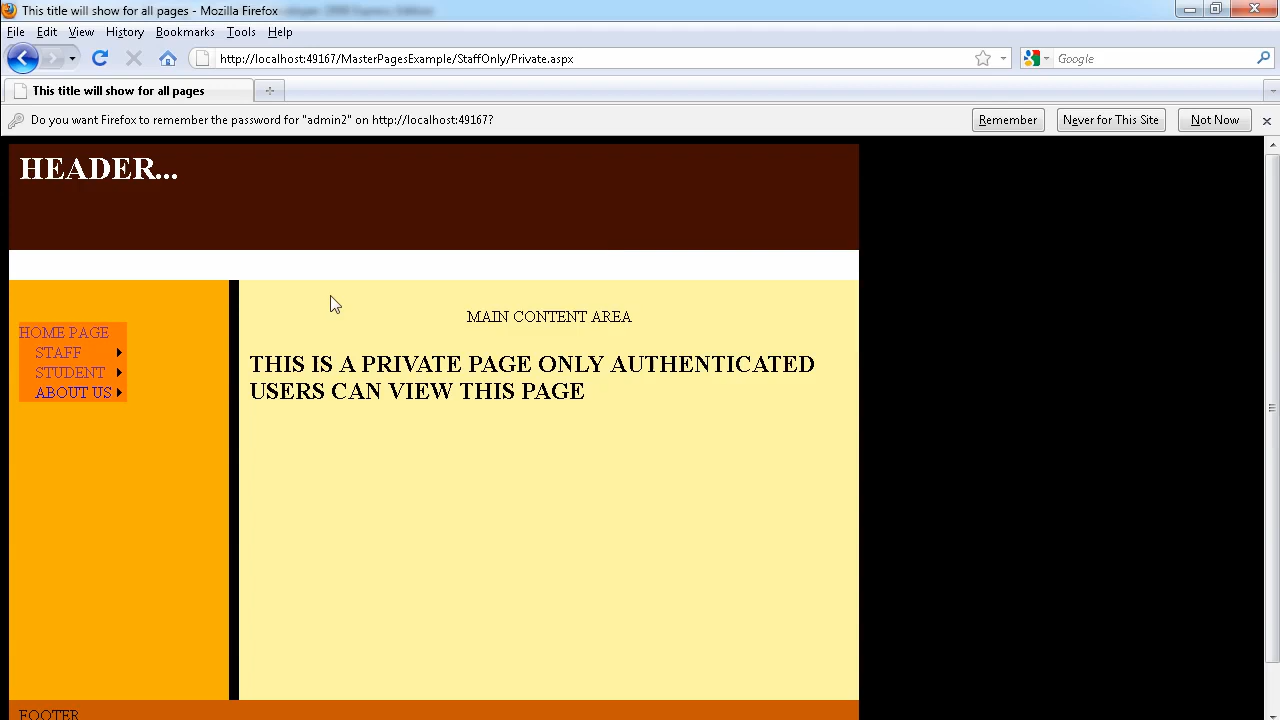 This title will show for all pages - Mozilla Firefox
File Edit View History Bookmarks Tools Help
http://localhost:49167/MasterPagesExample/StaffOnly/Private.aspx
Google
This title will show for all pages
Do you want Firefox to remember the password for "admin2" on http://localhost:49167?
Remember
Never for This Site
Not Now
HEADER...
HOME PAGE
STAFF
STUDENT
ABOUT US
MAIN CONTENT AREA
THIS IS A PRIVATE PAGE ONLY AUTHENTICATED
USERS CAN VIEW THIS PAGE
FOOTER